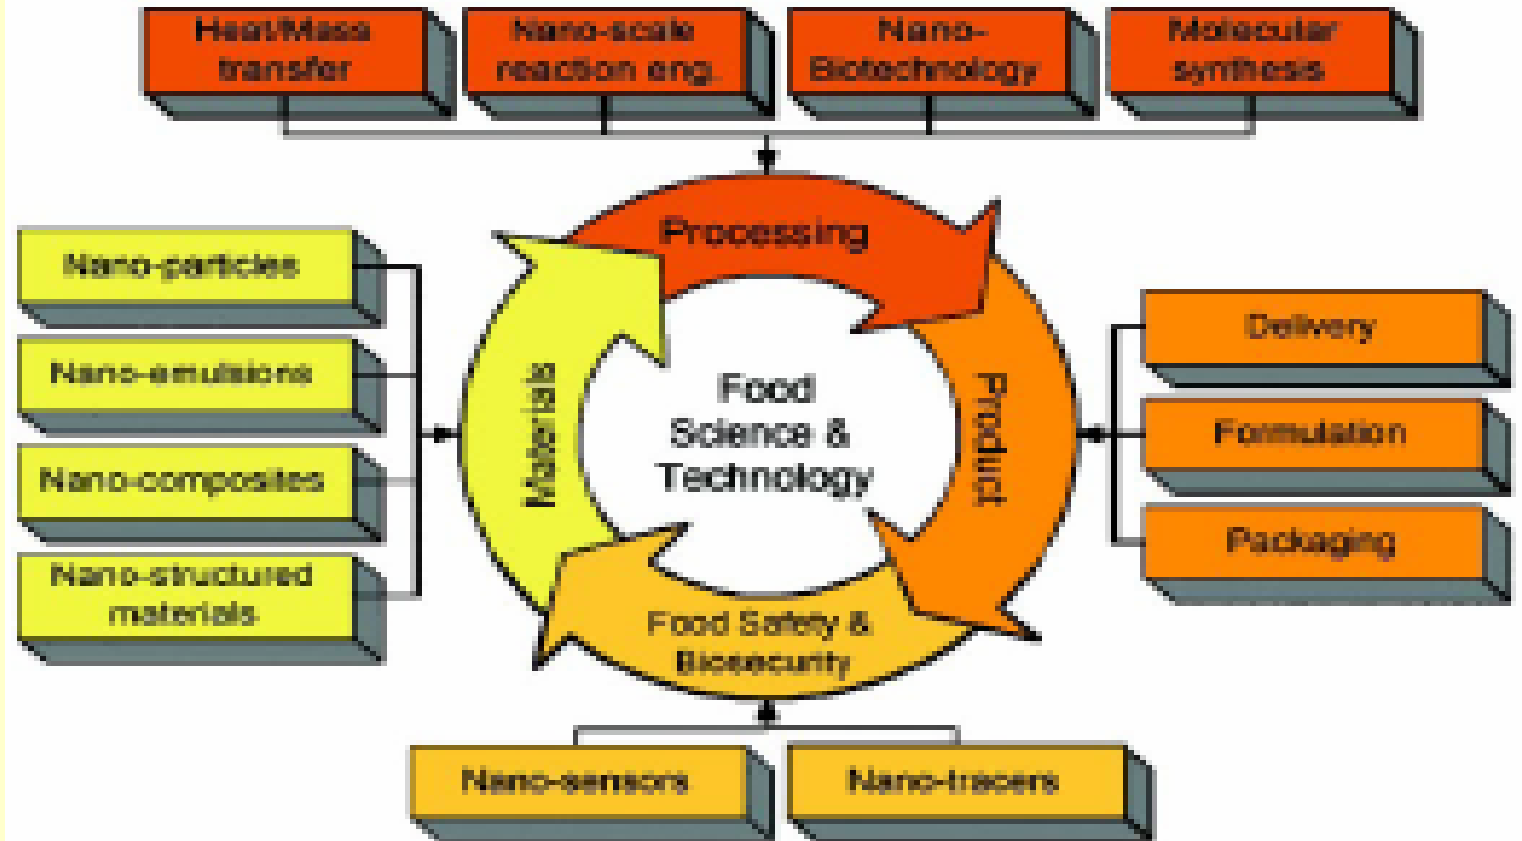 Heat/Mass
transfer
Nano-scale
reaction eng.
Nano-
Biotechnology
Molecular
synthesis
Processing
Nano-particles
Nano-emulsions
Nano-composites
Nano-structured
materials
Materials
Food
Science &
Technology
Product
Delivery
Formulation
Packaging
Food Safety &
Biosecurity
Nano-sensors
Nano-tracers